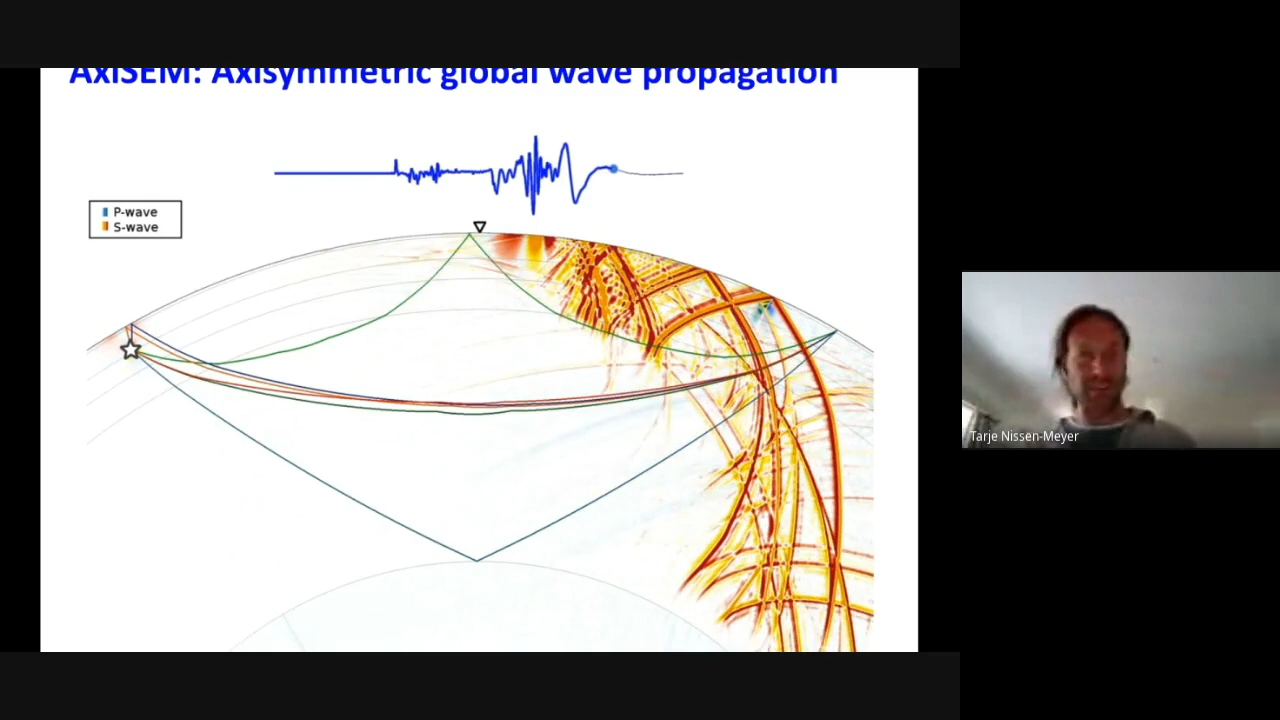 AxiSEM: Axisymmetric global wave propagation
P-wave
S-wave
Tarje Nissen-Meyer